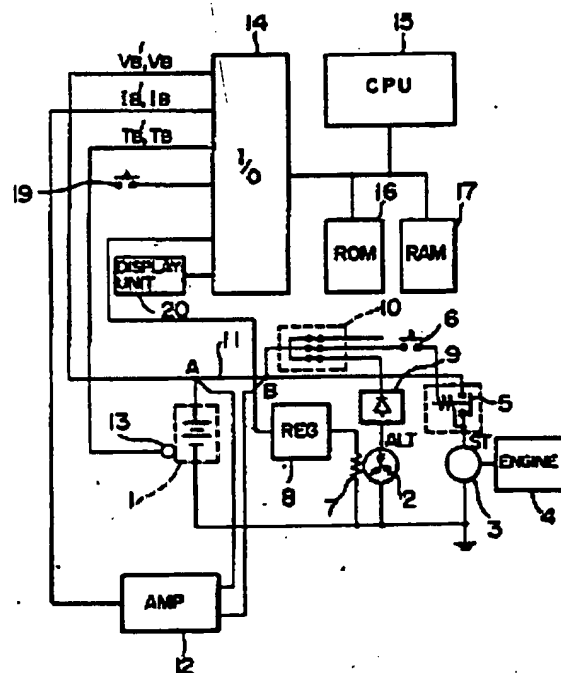 14
15
VB',VB
CPU
IB',IB
TB',TB
I/O
19
16
17
ROM
RAM
DISPLAY
UNIT
20
10
6
11
9
A
B
5
13
REG
ALT
ST
ENGINE
1
8
7
2
3
4
AMP
12